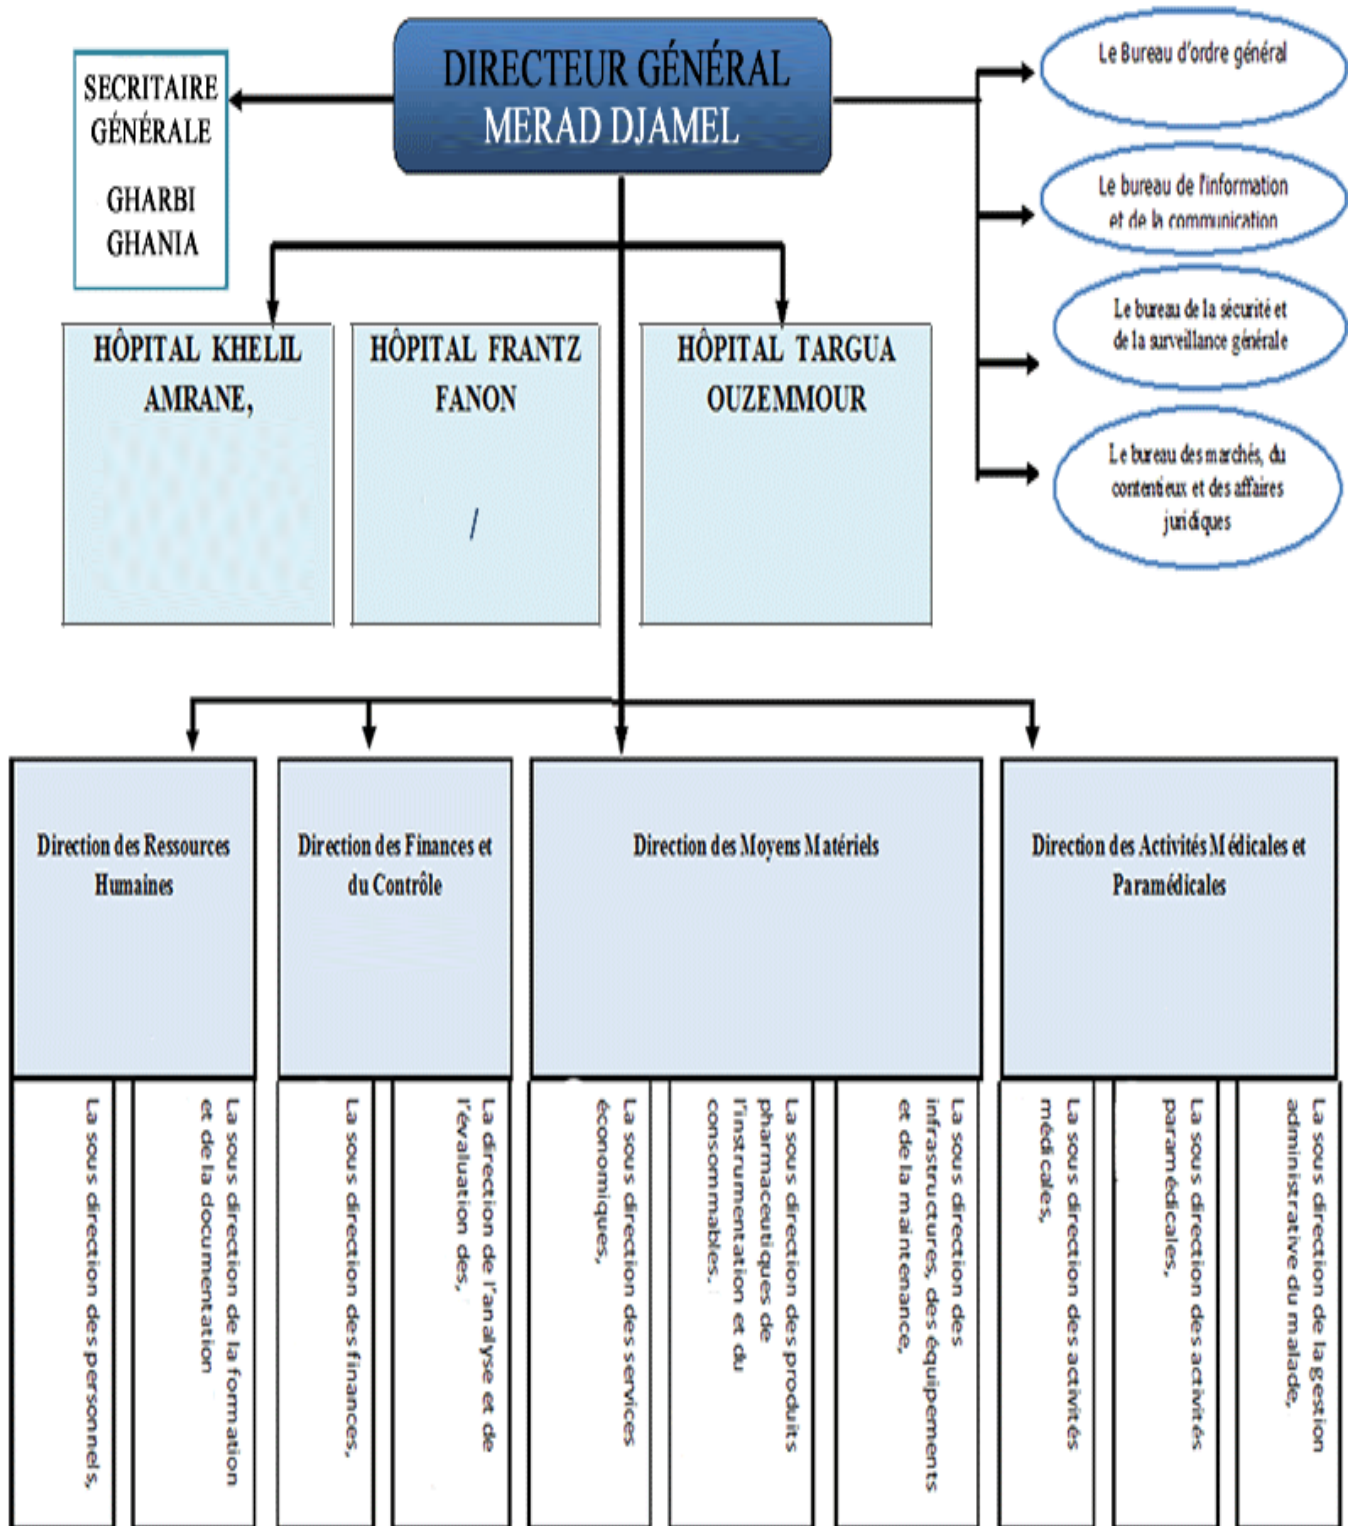 DIRECTEUR GÉNÉRAL
MERAD DJAMEL
SECRITAIRE
GÉNÉRALE
GHARBI
GHANIA
Le Bureau d'ordre général
Le bureau de l'information
et de la communication
Le bureau de la sécurité et
de la surveillance générale
Le bureau des marchés, du
contentieux et des affaires
juridiques
HÔPITAL KHELIL
AMRANE,
HÔPITAL FRANTZ
FANON
/
HÔPITAL TARGUA
OUZEMMOUR
Direction des Ressources
Humaines
Direction des Finances et
du Contrôle
Direction des Moyens Matériels
Direction des Activités Médicales et
Paramédicales
La sous direction des personnels,
La sous direction de la formation
et de la documentation
La sous direction des finances,
La direction de l'analyse et de
l'évaluation des,
La sous direction des services
économiques,
La sous direction des produits
pharmaceutiques de
l'instrumentation et du
consommables.
La sous direction des
infrastructures, des équipements
et de la maintenance,
La sous direction des activités
médicales,
La sous direction des activités
paramédicales,
La sous direction de la gestion
administrative du malade,